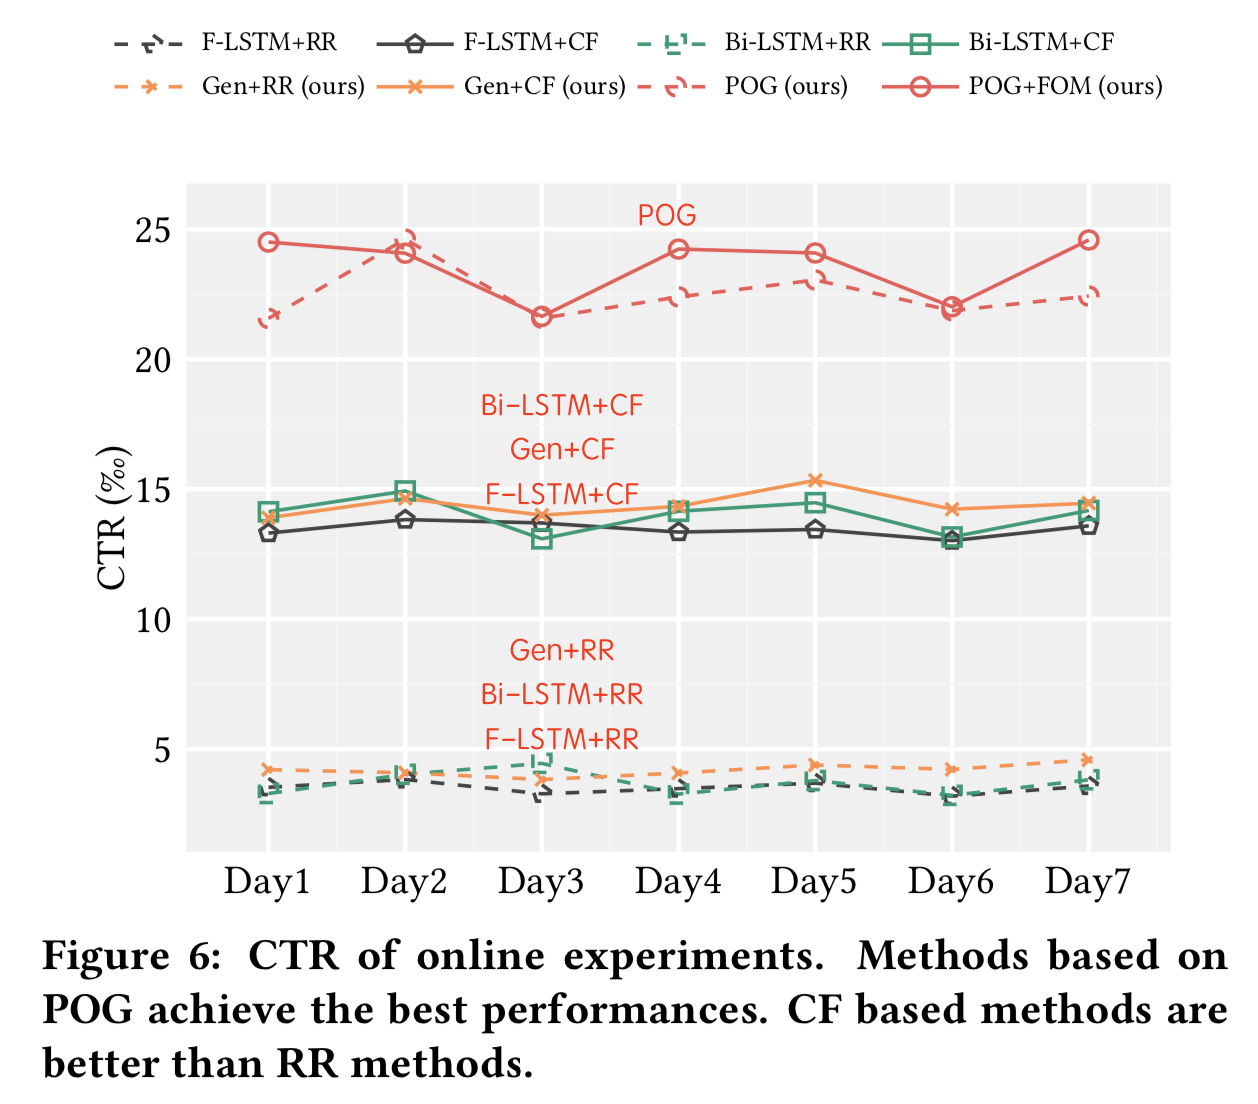 F-LSTM+RR F-LSTM+CF Bi-LSTM+RR Bi-LSTM+CF
Gen+RR (ours) Gen+CF (ours) POG (ours) POG+FOM (ours)
POG
25
20
Bi-LSTM+CF
Gen+CF
F-LSTM+CF
15
CTR (‰)
10
Gen+RR
Bi-LSTM+RR
F-LSTM+RR
5
Day1 Day2 Day3 Day4 Day5 Day6 Day7
Figure 6: CTR of online experiments. Methods based on
POG achieve the best performances. CF based methods are
better than RR methods.